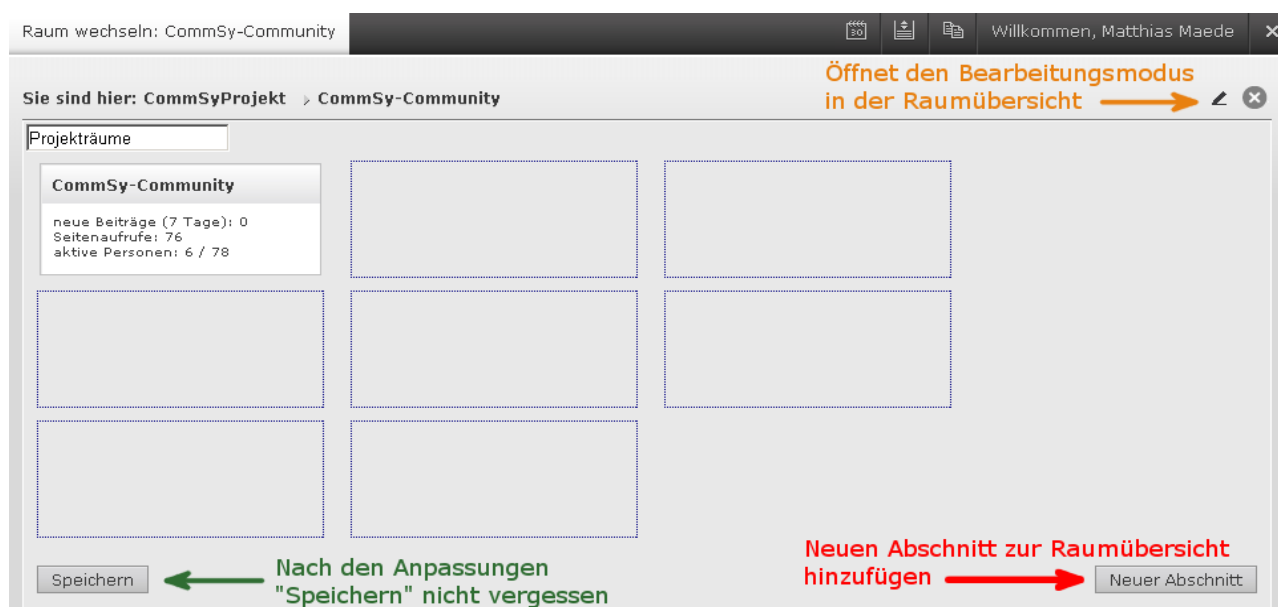 Raum wechseln: CommSy-Community
30
Willkommen, Matthias Maede
Öffnet den Bearbeitungsmodus
in der Raumübersicht
Sie sind hier: CommSyProjekt > CommSy-Community
Projekträume
CommSy-Community
neue Beiträge (7 Tage): 0
Seitenaufrufe: 76
aktive Personen: 6 / 78
Neuen Abschnitt zur Raumübersicht
hinzufügen
Neuer Abschnitt
Speichern
Nach den Anpassungen
"Speichern" nicht vergessen